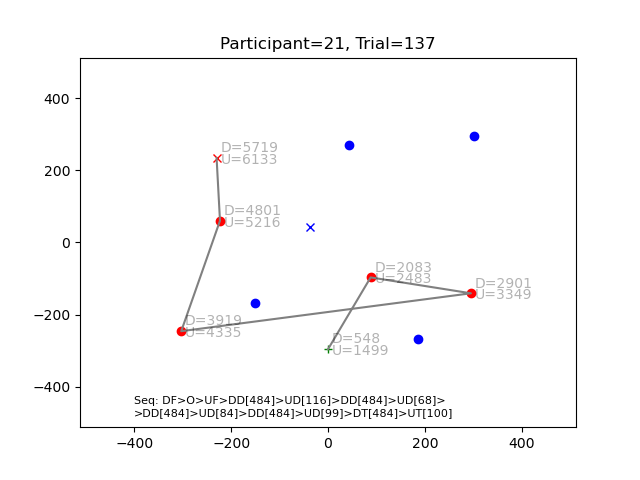 Participant=21, Trial=137
400
200
0
−200
−400
D=5719
U=6133
D=4801
U=5216
D=2083
U=2483
D=2901
U=3349
D=3919
U=4335
D=548
U=1499
Seq: DF>O>UF>DD[484]>UD[116]>DD[484]>UD[68]>
>DD[484]>UD[84]>DD[484]>UD[99]>DT[484]>UT[100]
−400 −200 0 200 400